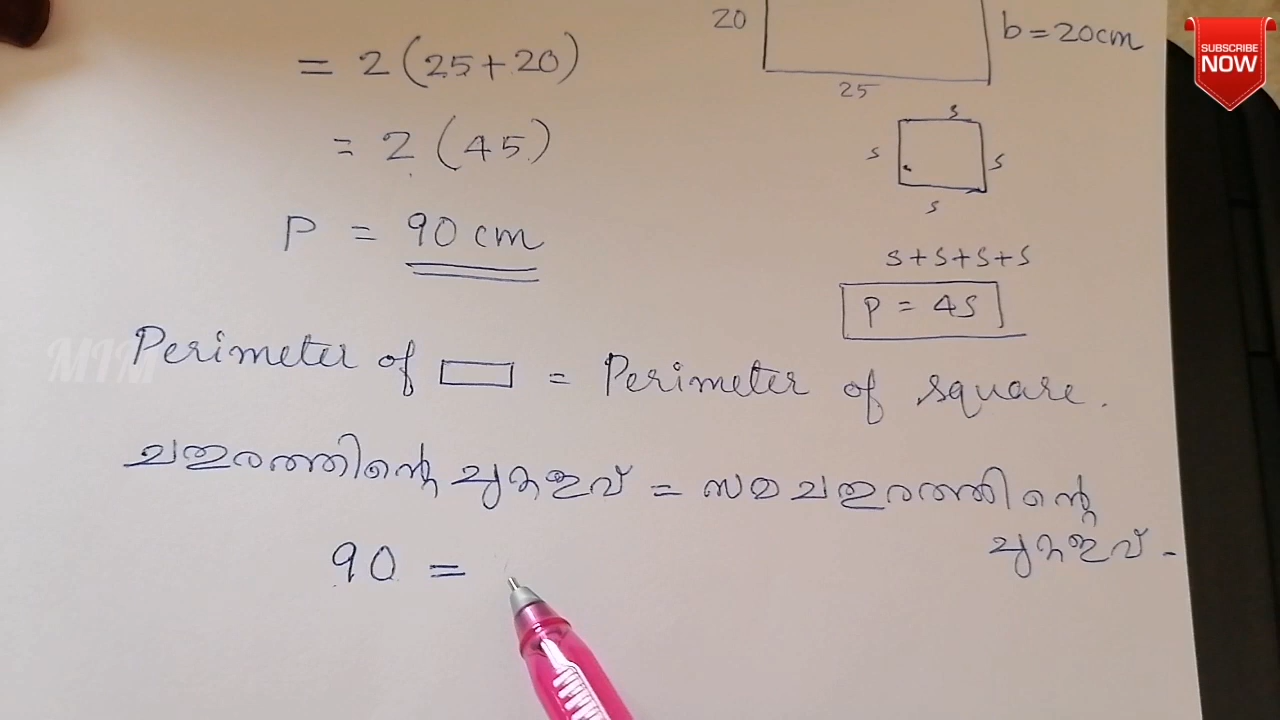 = 2 (25+20)
= 2 (45)
P = 90 cm
20
b = 20cm
25
s
s
s
s
s+s+s+s
P = 4S
Perimeter of ▭ = Perimeter of square.
ചതുരത്തിന്റെ ചുറ്റളവ് = സമചതുരത്തിന്റെ
ചുറ്റളവ് -
90 =
MIM
SUBSCRIBE
NOW